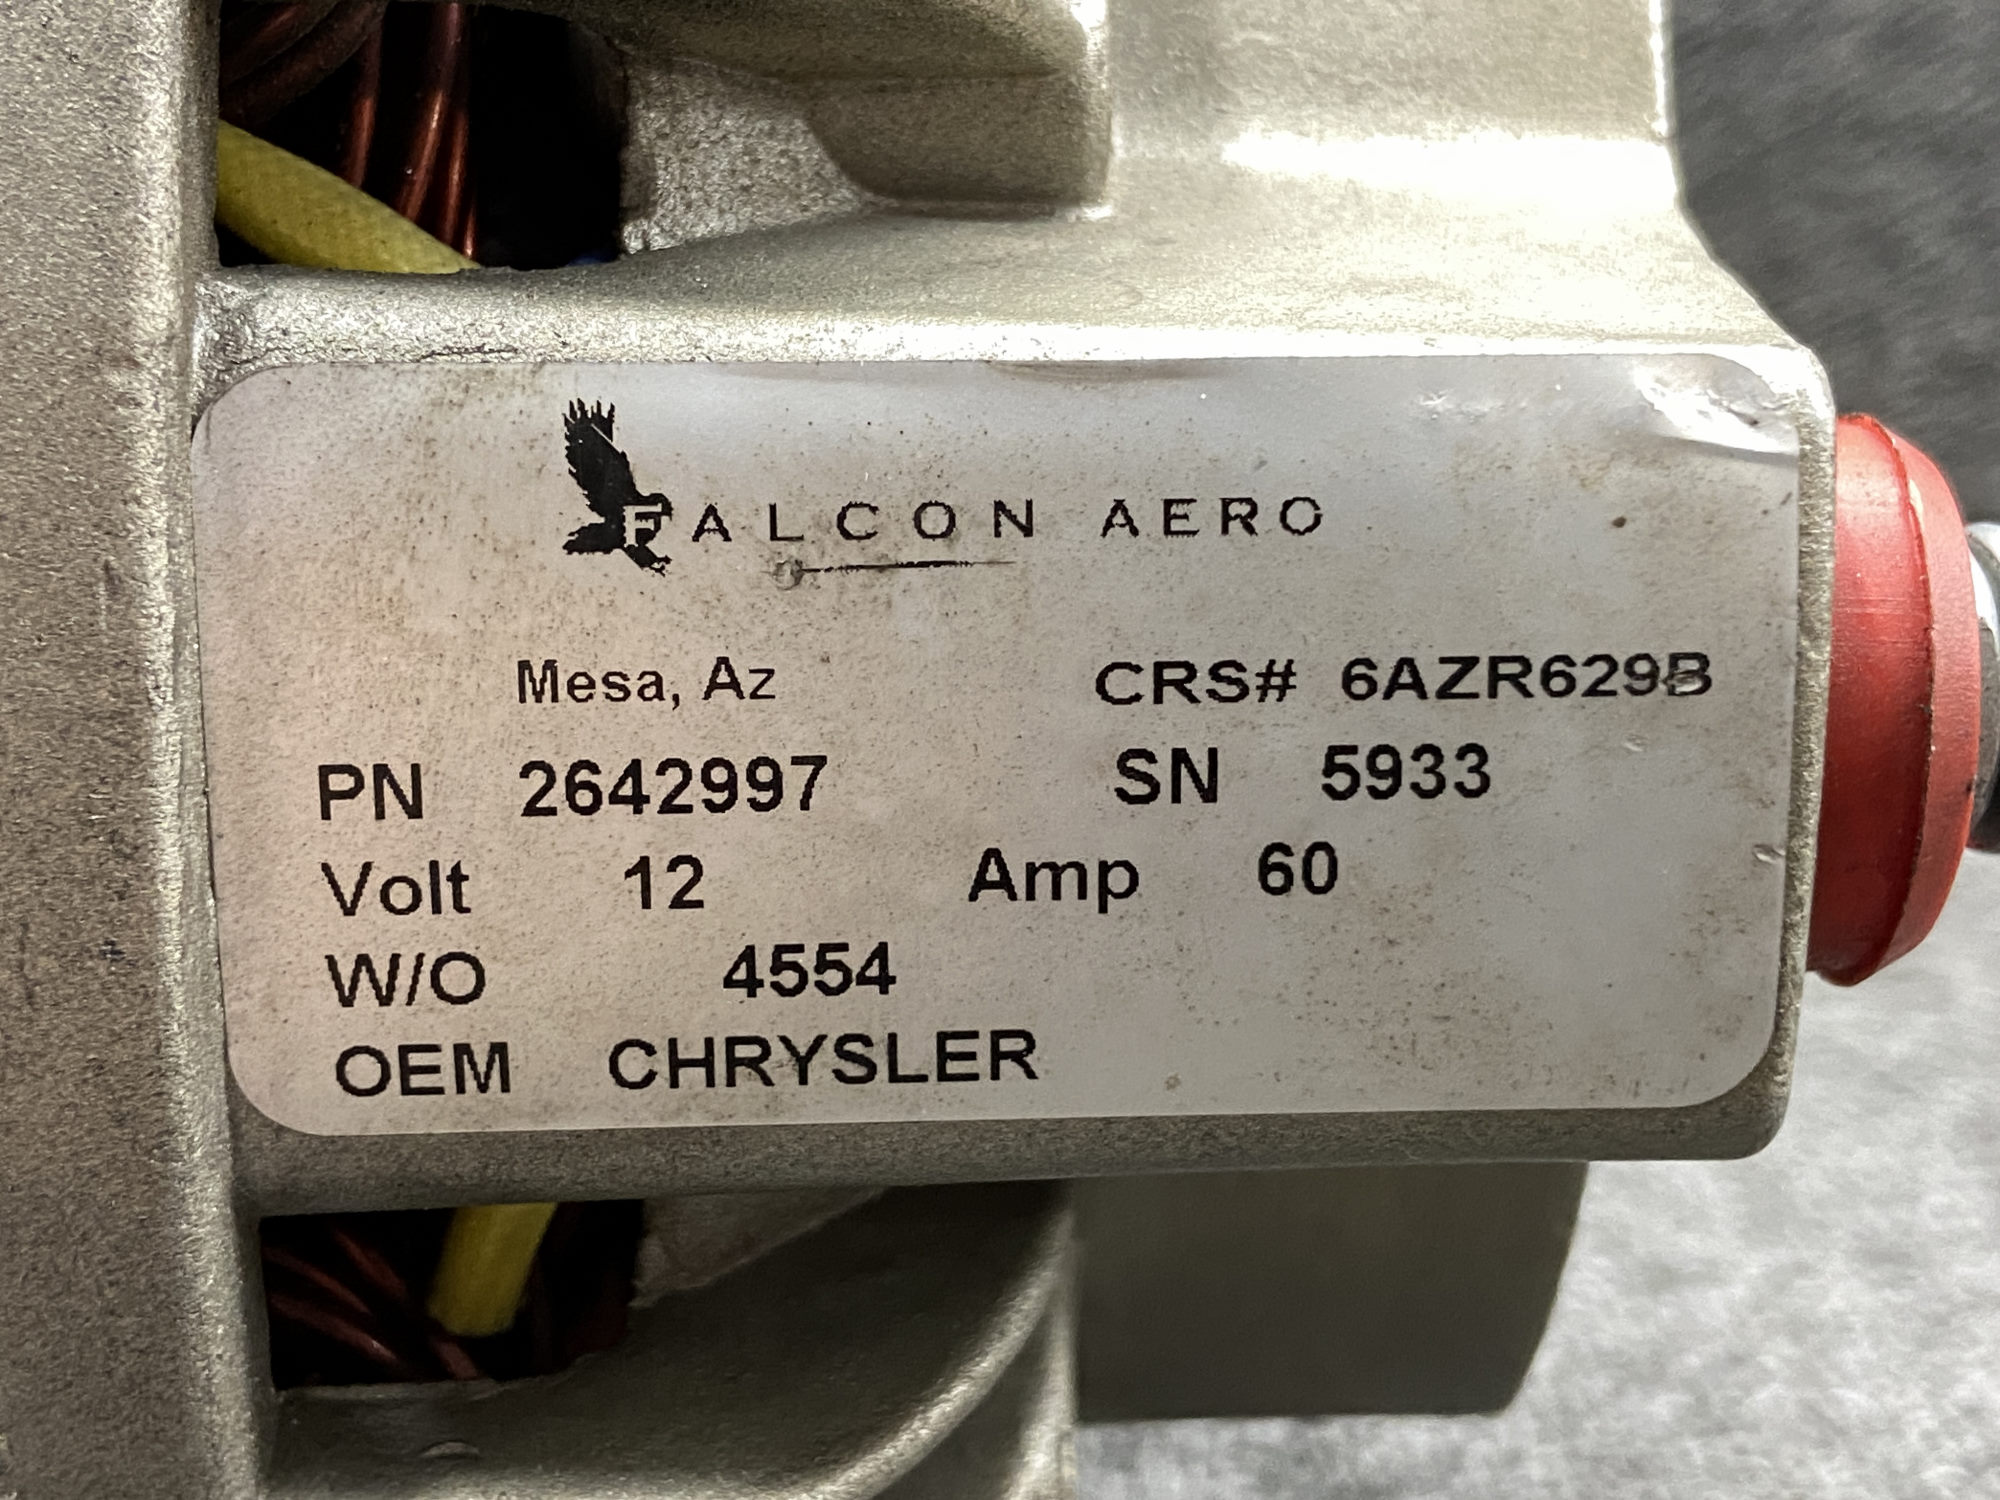 FALCON AERO
Mesa, Az CRS# 6AZR629B
PN 2642997 SN 5933
Volt 12 Amp 60
W/O 4554
OEM CHRYSLER